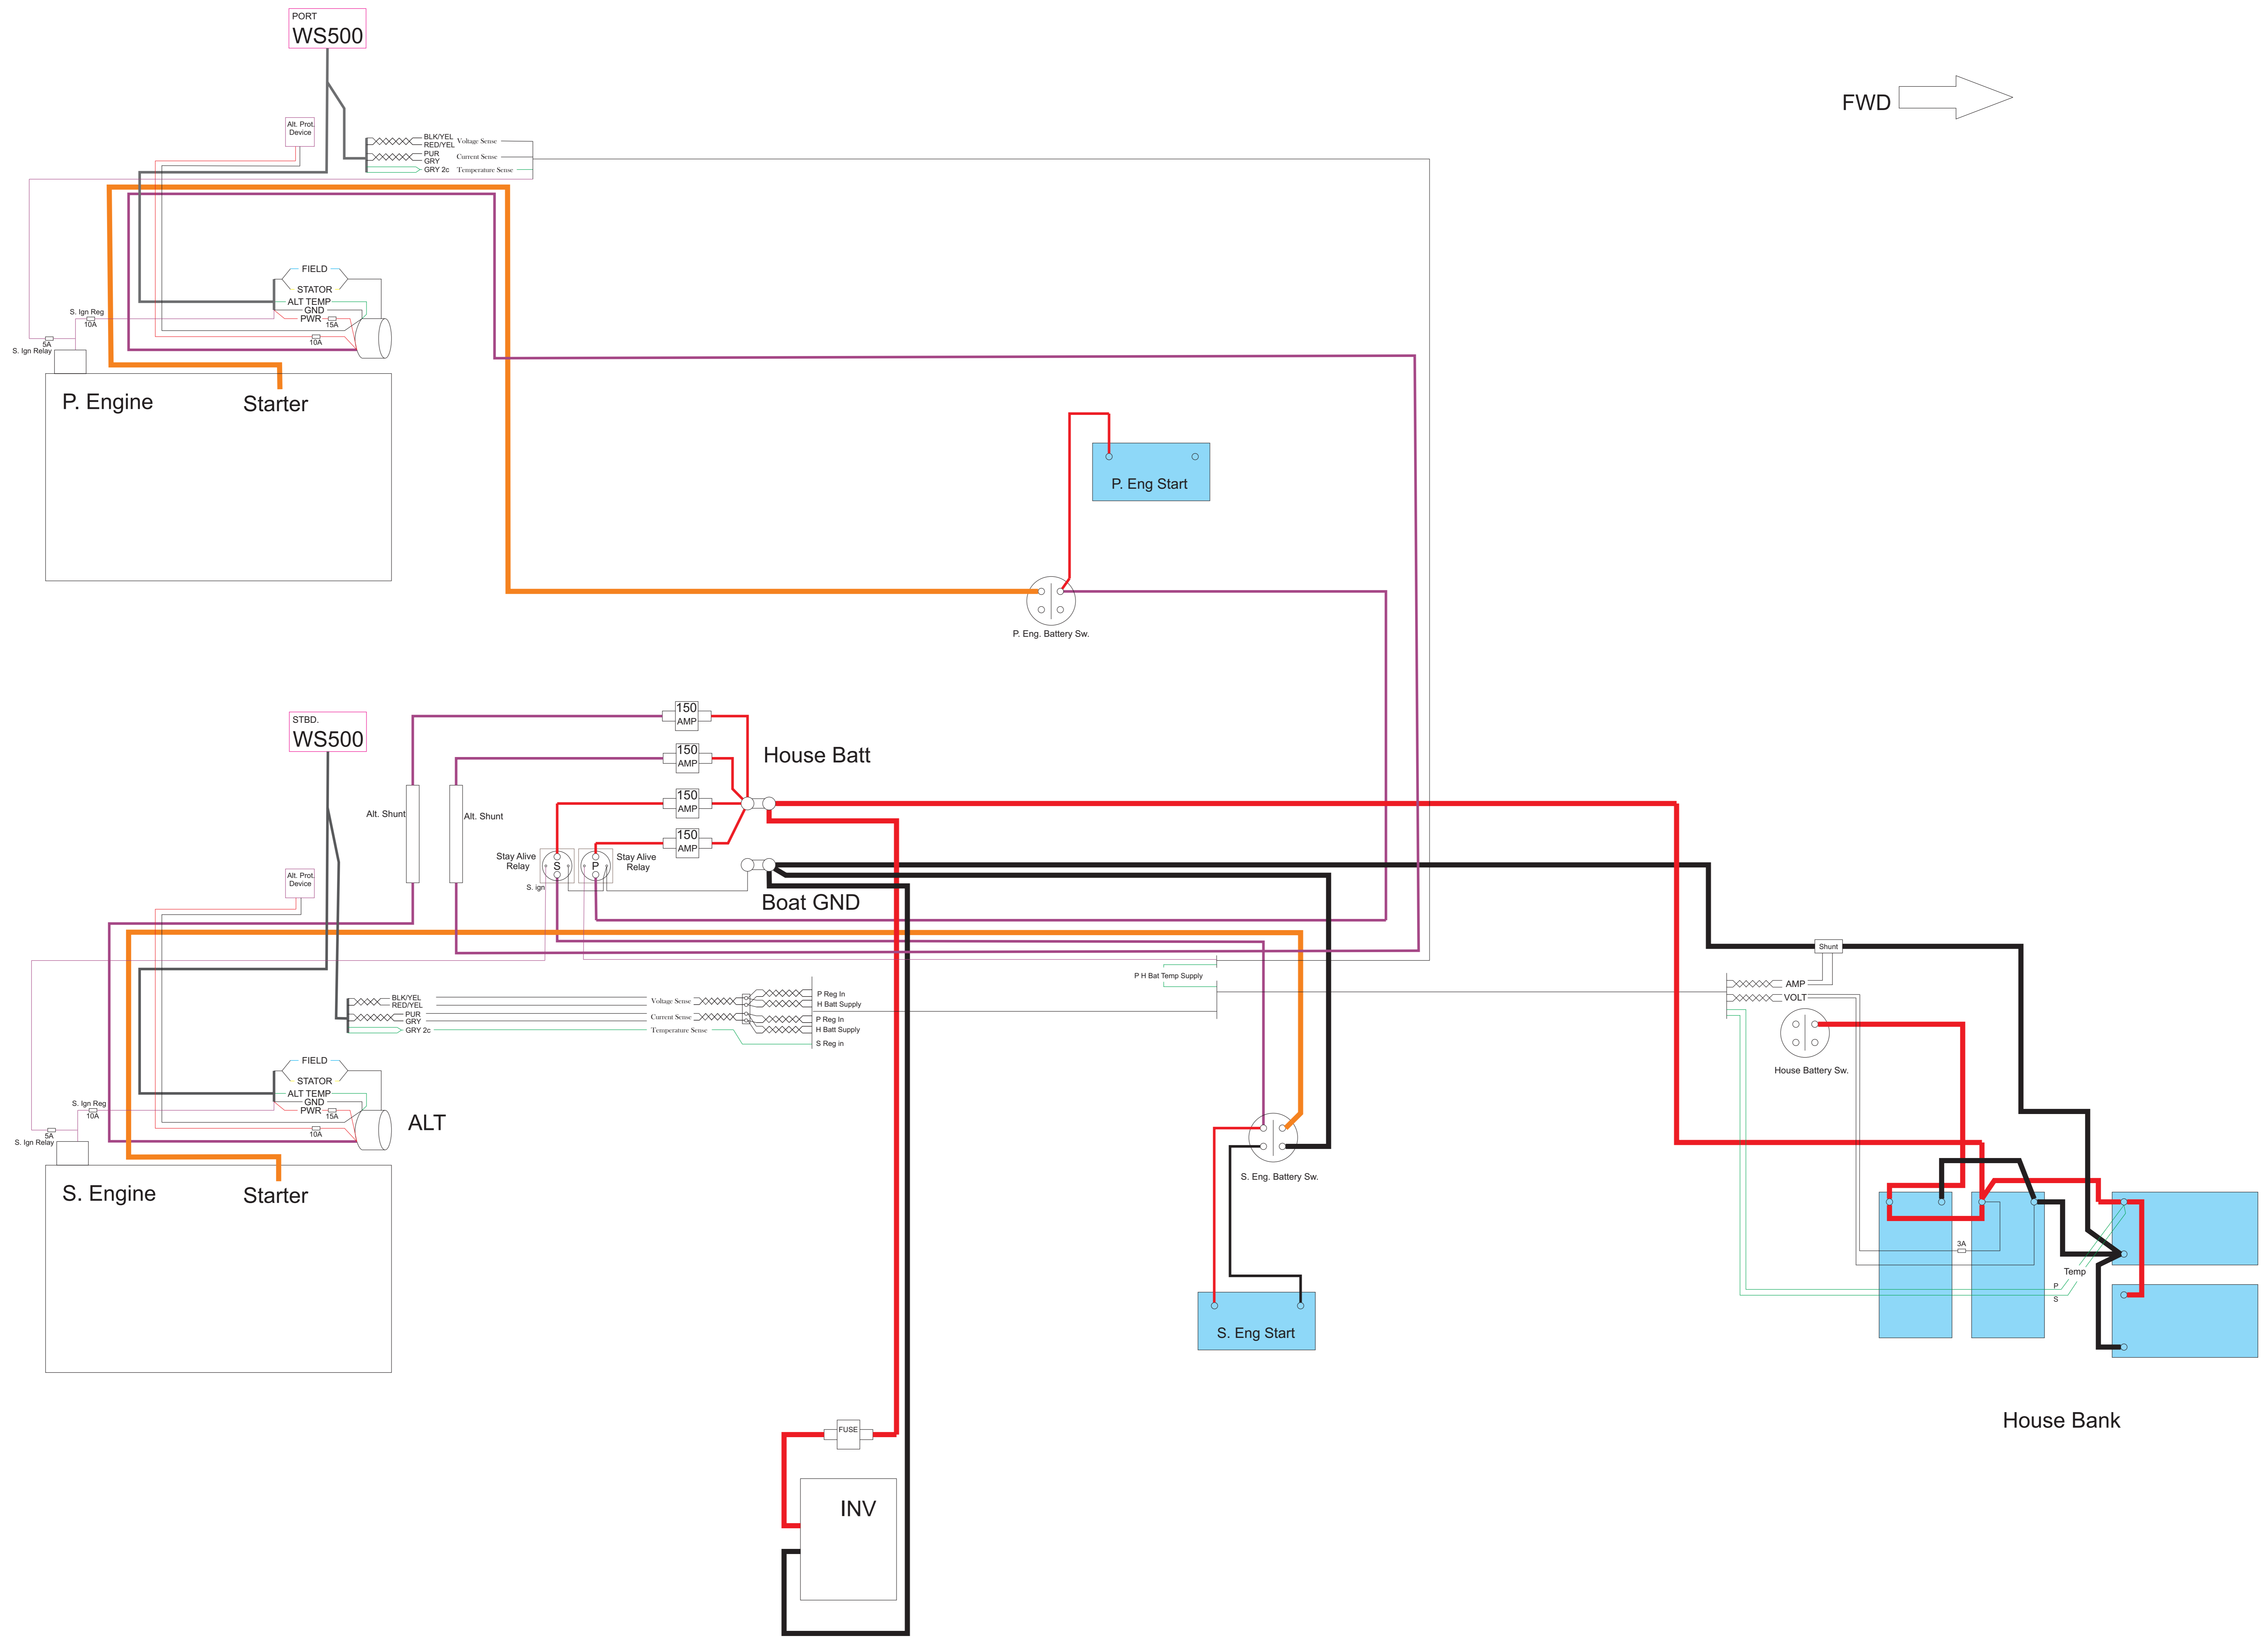 PORT
WS500
FWD
Alt. Prot.
Device
BLK/YEL
RED/YEL
Voltage Sense
PUR
GRY
Current Sense
GRY 2c
Temperature Sense
FIELD
STATOR
ALT TEMP
GND
PWR
15A
S. Ign Reg
10A
10A
5A
S. Ign Relay
P. Engine
Starter
P. Eng Start
P. Eng. Battery Sw.
STBD.
WS500
150
AMP
150
AMP
House Batt
150
AMP
150
AMP
Alt. Shunt
Alt. Shunt
Stay Alive
Relay
S
P
Stay Alive
Relay
S. ign
Boat GND
Alt. Prot.
Device
Shunt
P H Bat Temp Supply
AMP
VOLT
BLK/YEL
RED/YEL
PUR
GRY
GRY 2c
Voltage Sense
Current Sense
Temperature Sense
P Reg In
H Batt Supply
P Reg In
H Batt Supply
S Reg in
House Battery Sw.
FIELD
STATOR
ALT TEMP
GND
PWR
15A
S. Ign Reg
10A
10A
5A
S. Ign Relay
ALT
S. Engine
Starter
S. Eng. Battery Sw.
3A
Temp
P
S
S. Eng Start
House Bank
FUSE
INV